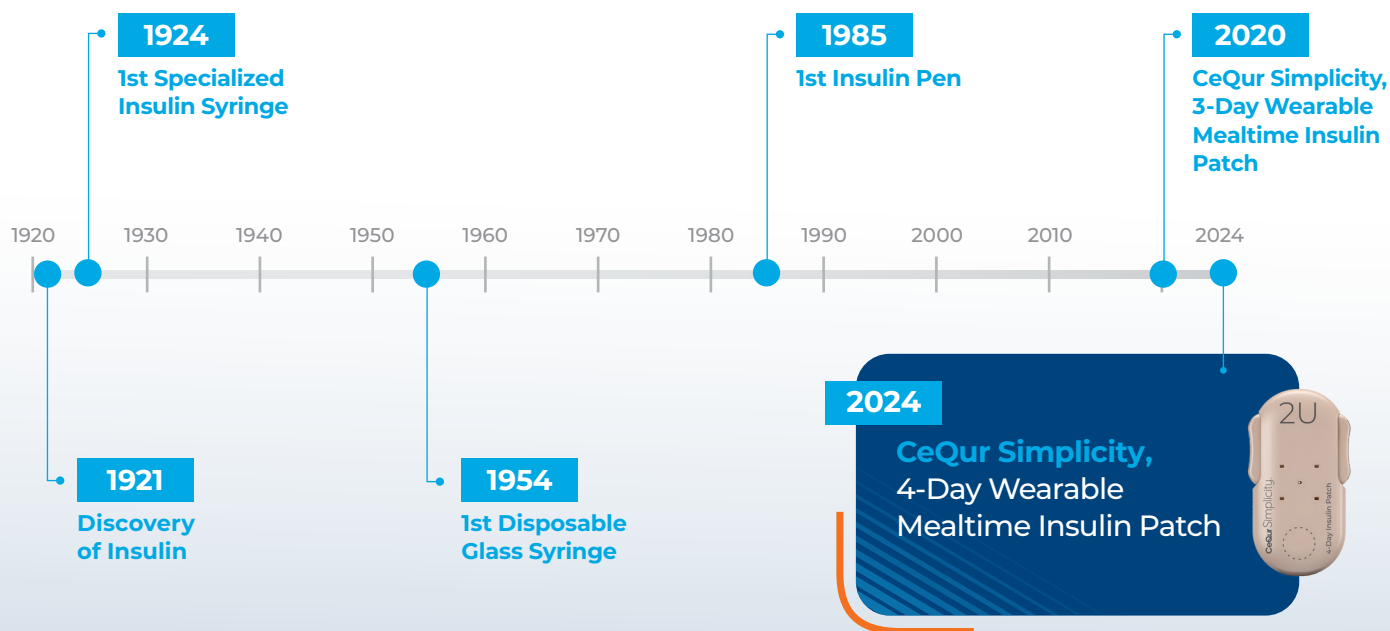 1924
1st Specialized
Insulin Syringe
1985
1st Insulin Pen
2020
CeQur Simplicity,
3-Day Wearable
Mealtime Insulin
Patch
1920
1930
1940
1950
1960
1970
1980
1990
2000
2010
2024
1921
Discovery
of Insulin
1954
1st Disposable
Glass Syringe
2024
CeQur Simplicity,
4-Day Wearable
Mealtime Insulin Patch
2U
CeQur Simplicity.
4-Day Insulin Patch